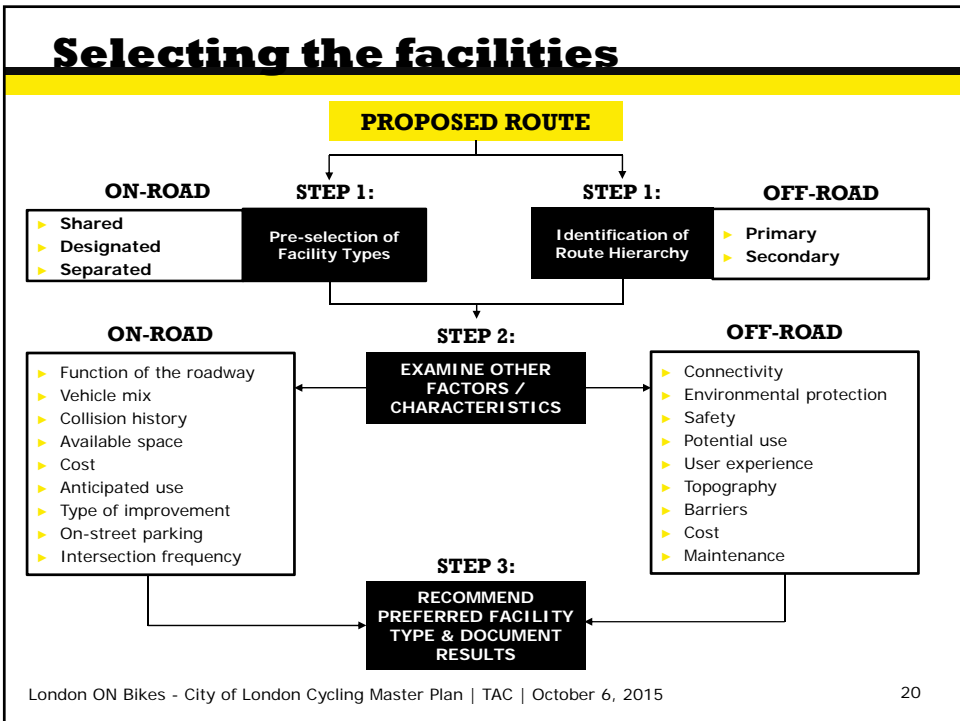 Selecting the facilities
PROPOSED ROUTE
ON-ROAD
► Shared
► Designated
► Separated
STEP 1:
Pre-selection of
Facility Types
STEP 1:
Identification of
Route Hierarchy
OFF-ROAD
► Primary
► Secondary
STEP 2:
EXAMINE OTHER
FACTORS /
CHARACTERISTICS
ON-ROAD
► Function of the roadway
► Vehicle mix
► Collision history
► Available space
► Cost
► Anticipated use
► Type of improvement
► On-street parking
► Intersection frequency
OFF-ROAD
► Connectivity
► Environmental protection
► Safety
► Potential use
► User experience
► Topography
► Barriers
► Cost
► Maintenance
STEP 3:
RECOMMEND
PREFERRED FACILITY
TYPE & DOCUMENT
RESULTS
London ON Bikes - City of London Cycling Master Plan | TAC | October 6, 2015
20